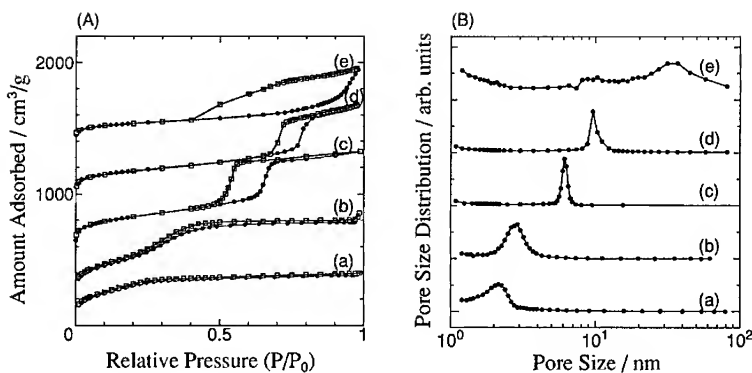 (A)
(B)
2000
1000
0
0
0.5
1
(e)
(d)
(c)
(b)
(a)
Amount Adsorbed / cm³/g
Relative Pressure (P/P₀)
(e)
(d)
(c)
(b)
(a)
Pore Size Distribution / arb. units
10⁰
10¹
10²
Pore Size / nm